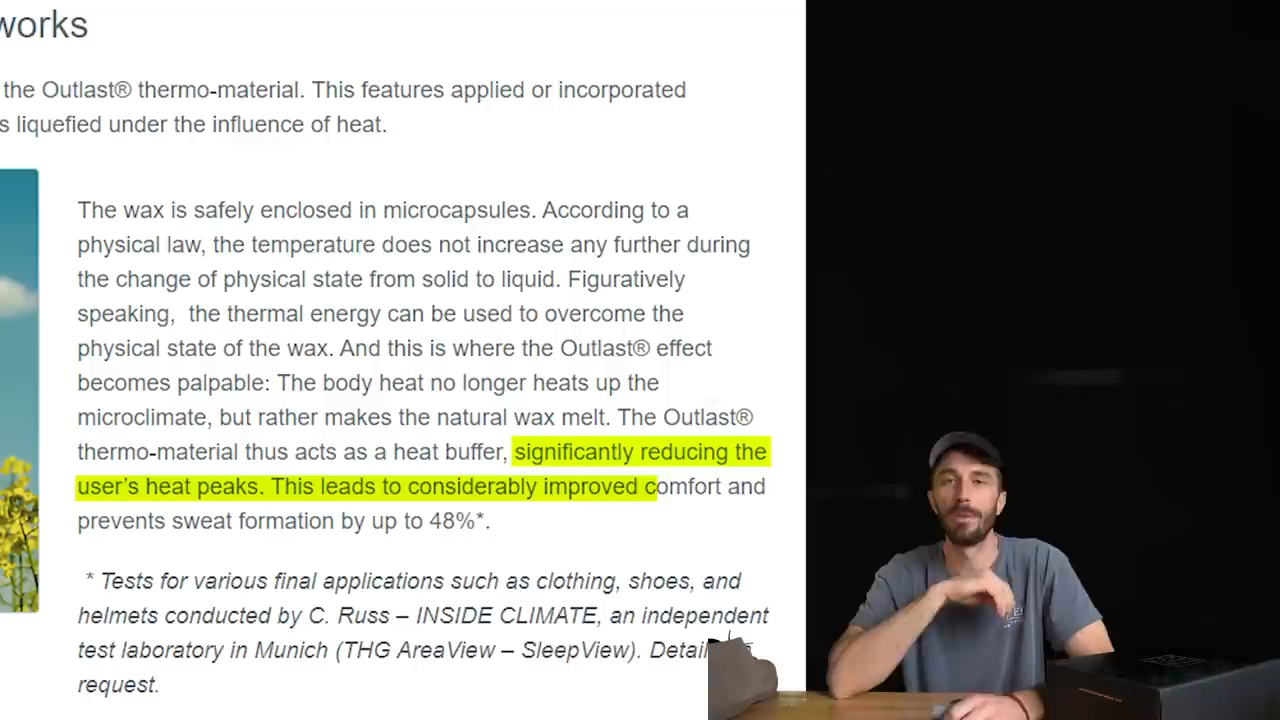 works
the Outlast® thermo-material. This features applied or incorporated
s liquefied under the influence of heat.
The wax is safely enclosed in microcapsules. According to a
physical law, the temperature does not increase any further during
the change of physical state from solid to liquid. Figuratively
speaking, the thermal energy can be used to overcome the
physical state of the wax. And this is where the Outlast® effect
becomes palpable: The body heat no longer heats up the
microclimate, but rather makes the natural wax melt. The Outlast®
thermo-material thus acts as a heat buffer, significantly reducing the
user’s heat peaks. This leads to considerably improved comfort and
prevents sweat formation by up to 48%*.
* Tests for various final applications such as clothing, shoes, and
helmets conducted by C. Russ – INSIDE CLIMATE, an independent
test laboratory in Munich (THG AreaView – SleepView). Detai
request.